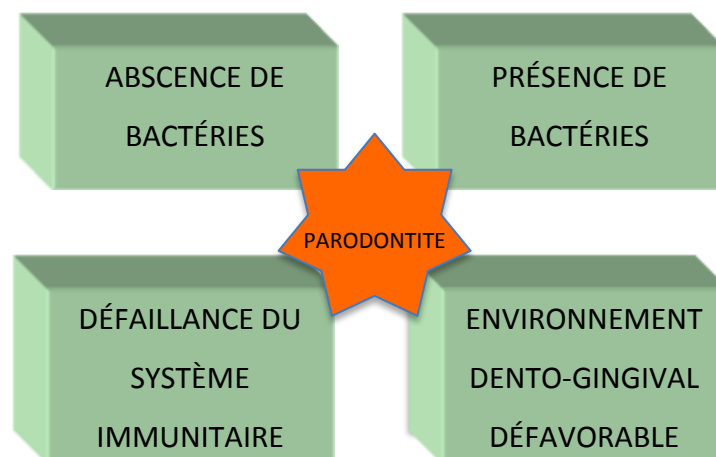 ABSCENCE DE
BACTÉRIES
PRÉSENCE DE
BACTÉRIES
PARODONTITE
DÉFAILLANCE DU
SYSTÈME
IMMUNITAIRE
ENVIRONNEMENT
DENTO-GINGIVAL
DÉFAVORABLE